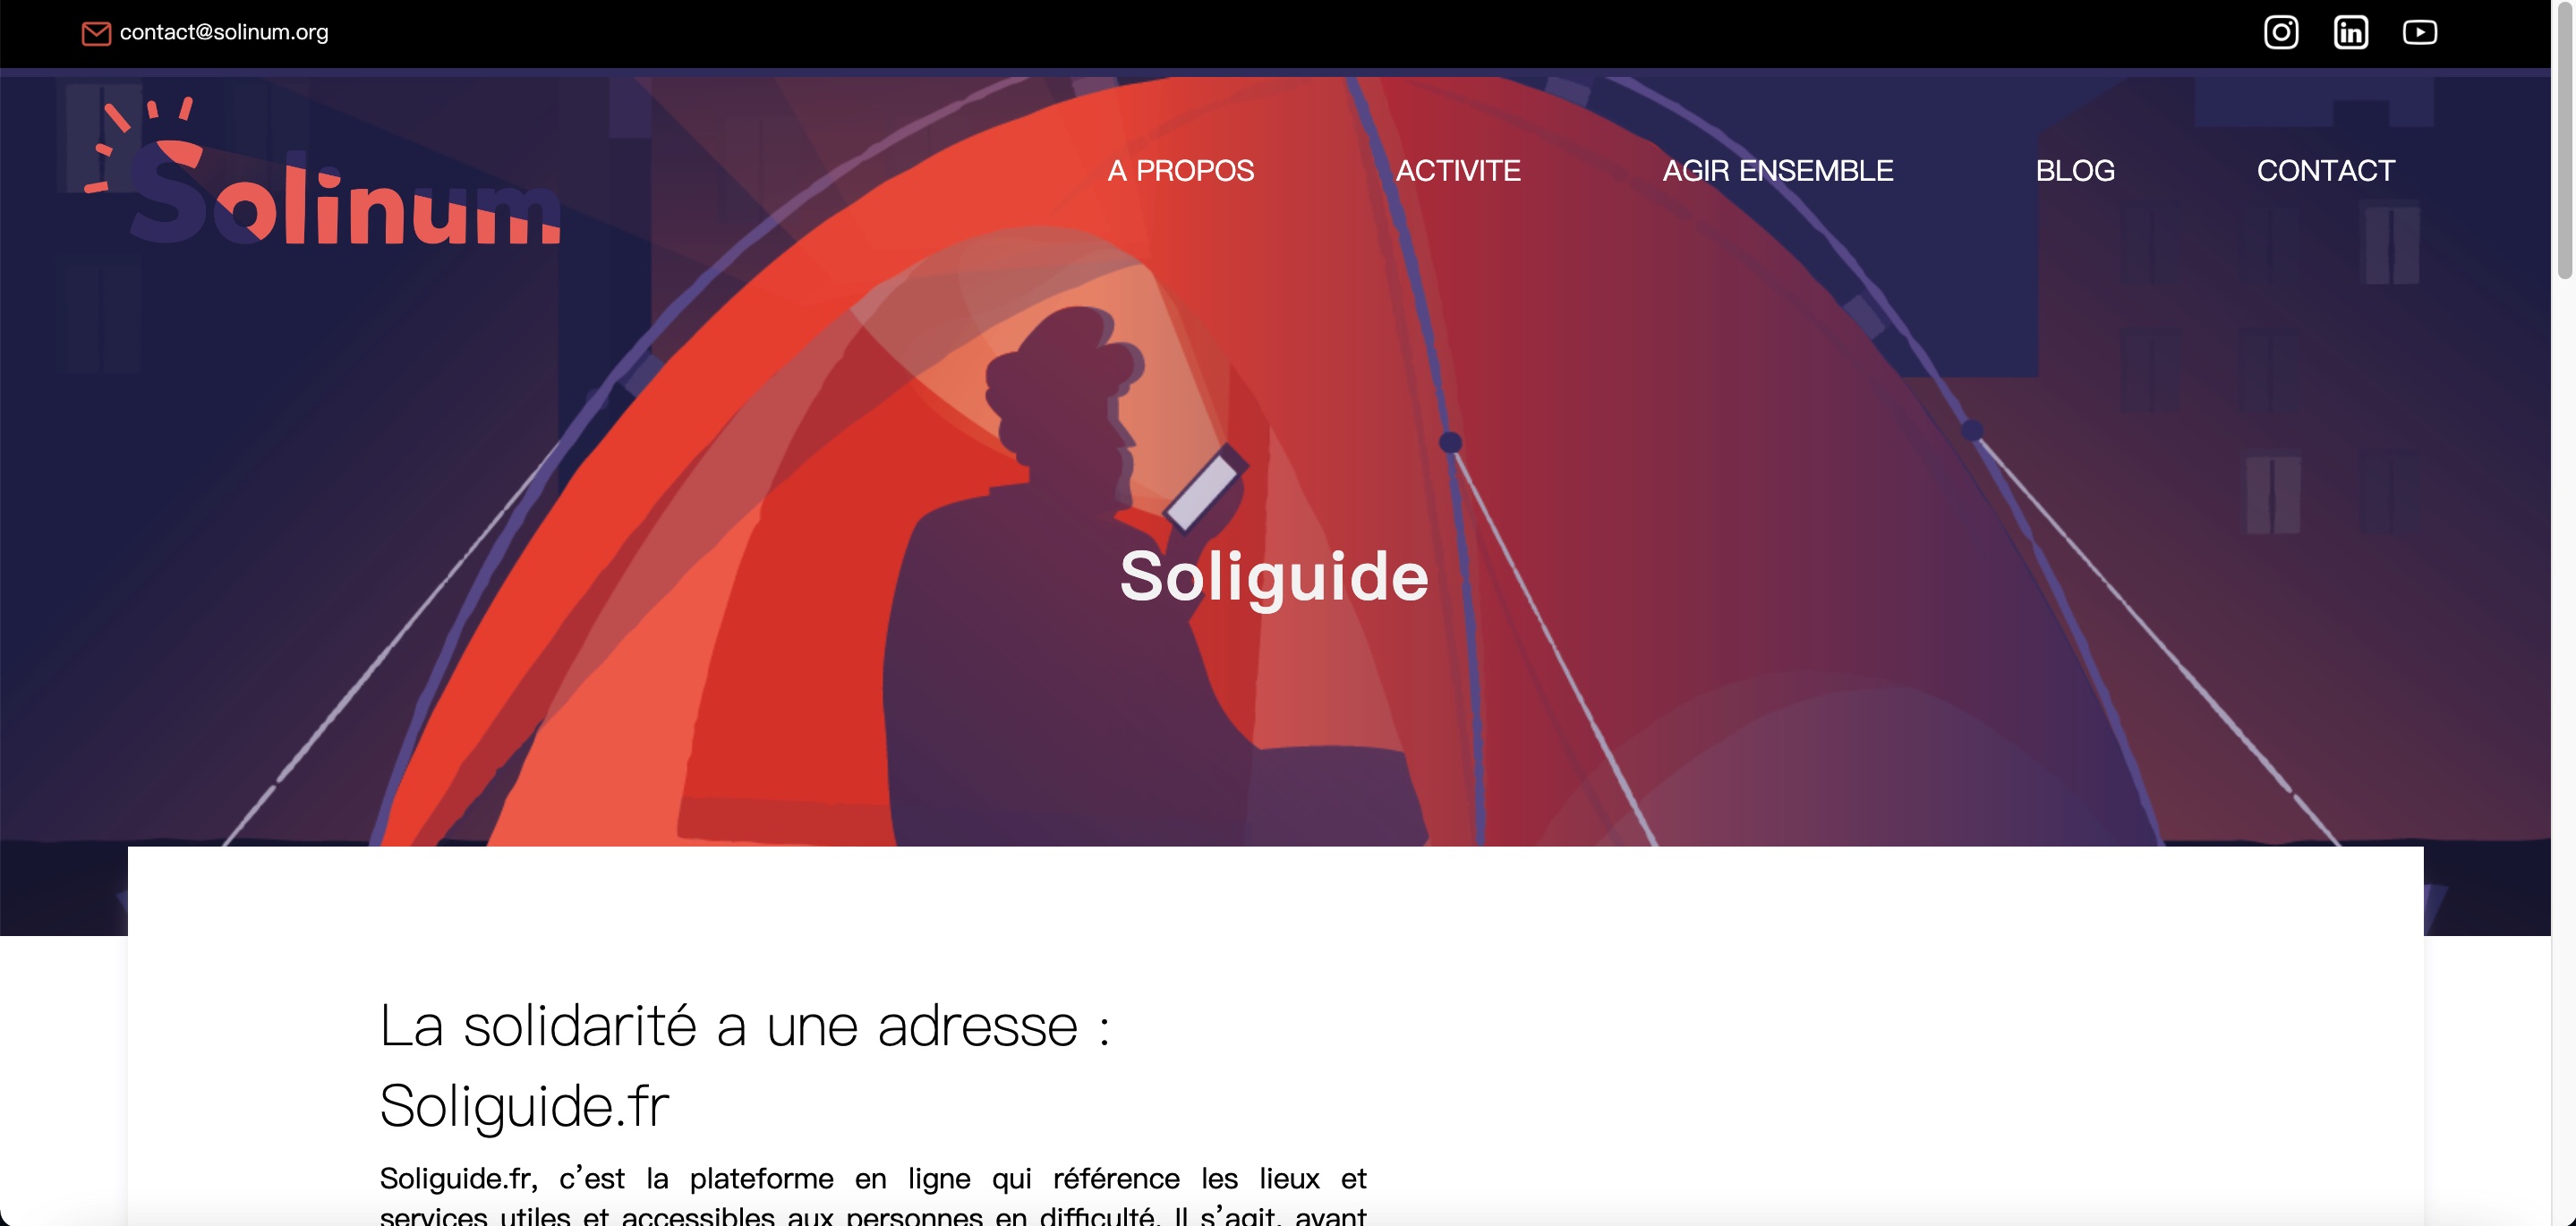 contact@solinum.org
Solinum
A PROPOS
ACTIVITE
AGIR ENSEMBLE
BLOG
CONTACT
Soliguide
La solidarité a une adresse :
Soliguide.fr
Soliguide.fr, c’est la plateforme en ligne qui référence les lieux et
services utiles et accessibles aux personnes en difficulté. Il s’agit, avant